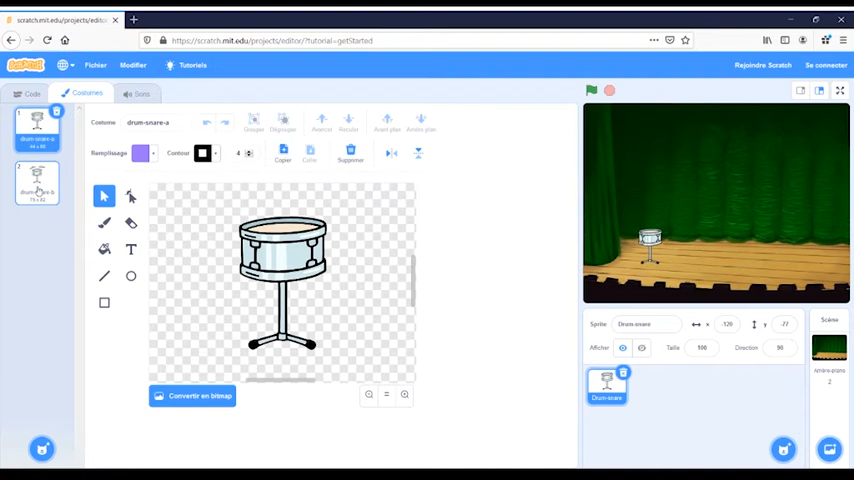 scratch.mit.edu/projects/editor
https://scratch.mit.edu/projects/editor/?tutorial=getStarted
SCRATCH Fichier Modifier Tutoriels Rejoindre Scratch Se connecter
Code Costumes Sons
1
drum-snare-a
2
Costume drum-snare-a
Grouper Dégrouper Avancer Reculer Avant plan Arrière plan
Remplissage Contour 4 Copier Coller Supprimer
T
Convertir en bitmap
=
Sprite Drum-snare x -120 y -77
Afficher Taille 100 Direction 90
Drum-snare
Scène
Arrière-plans
2